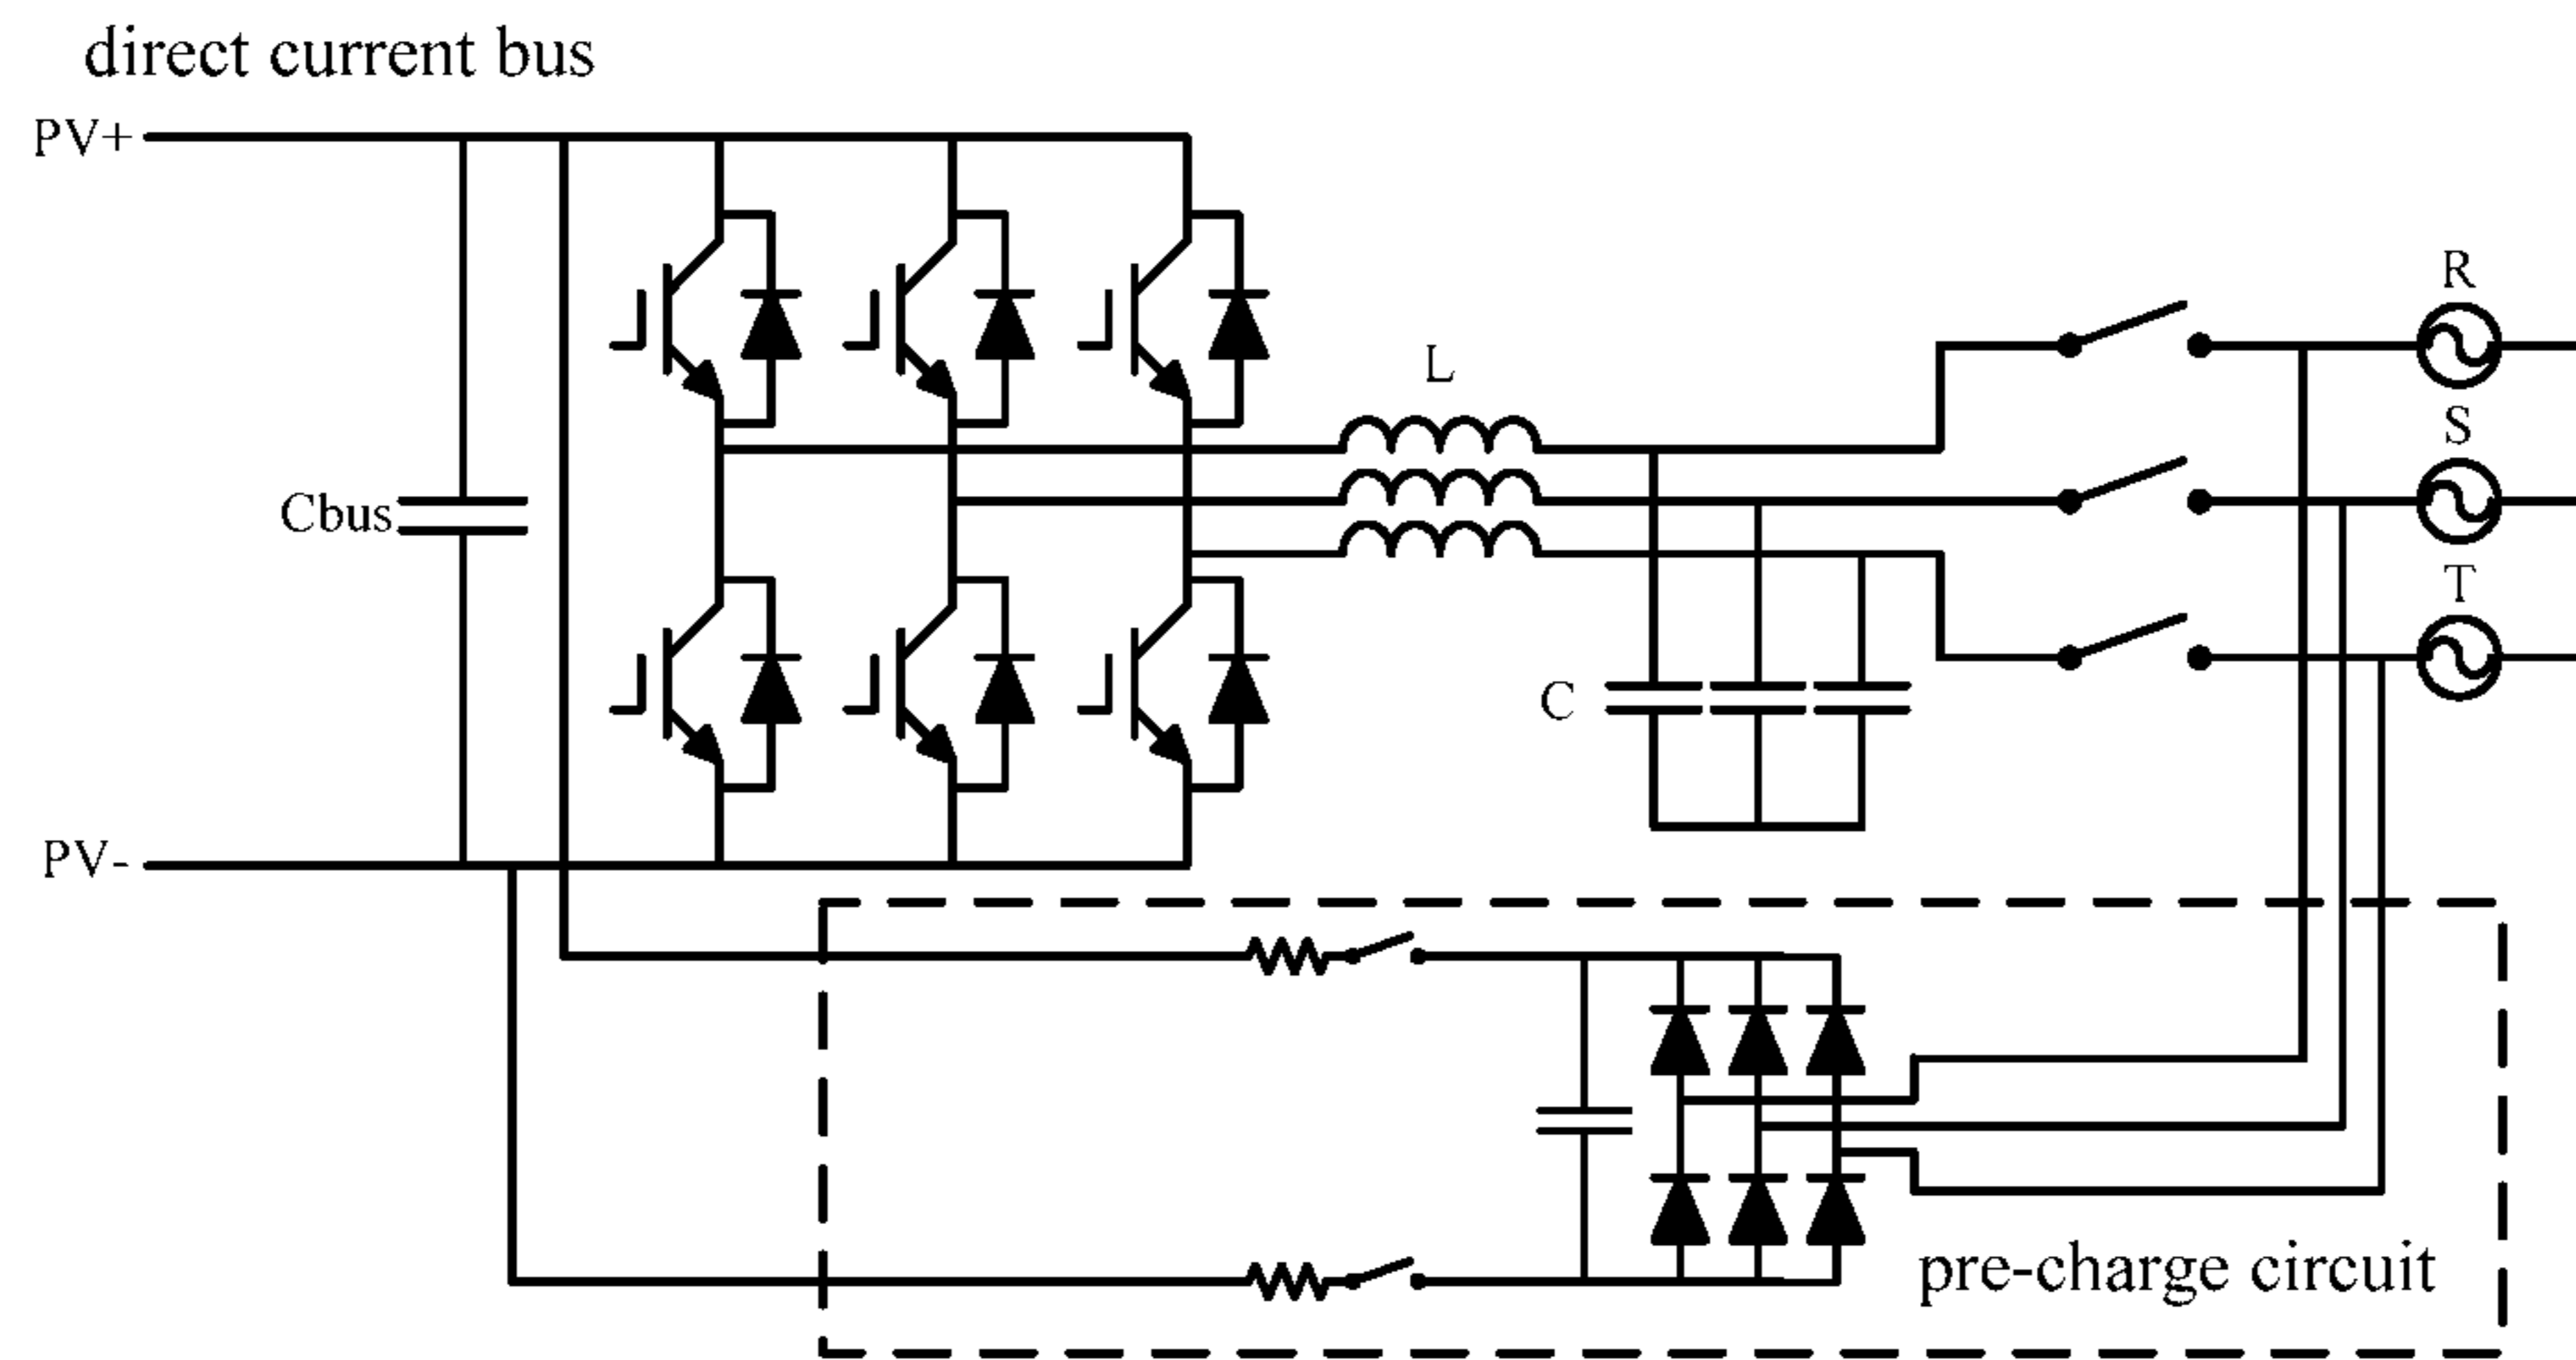 direct current bus
PV+
R
L
S
Cbus
T
C
PV-
pre-charge circuit